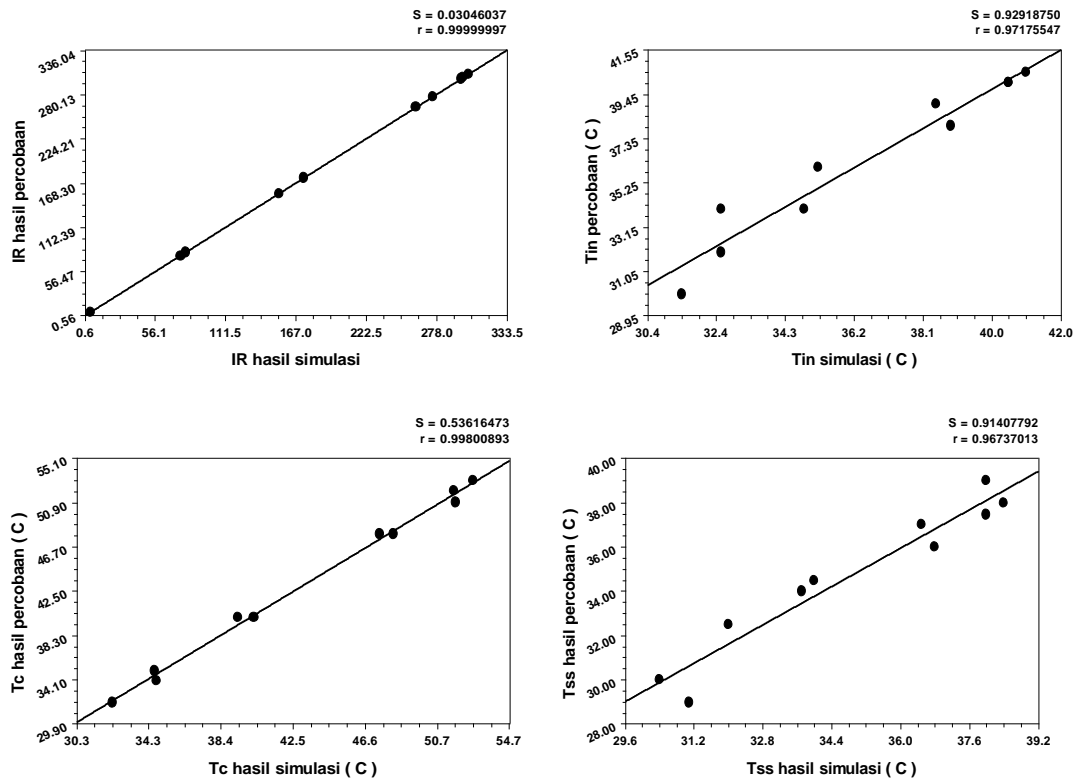 S = 0.03046037
r = 0.99999997
IR hasil percobaan
336.04
280.13
224.21
168.30
112.39
56.47
0.56
0.6 56.1 111.5 167.0 222.5 278.0 333.5
IR hasil simulasi
S = 0.92918750
r = 0.97175547
Tin percobaan ( C )
41.55
39.45
37.35
35.25
33.15
31.05
28.95
30.4 32.4 34.3 36.2 38.1 40.0 42.0
Tin simulasi ( C )
S = 0.53616473
r = 0.99800893
Tc hasil percobaan ( C )
55.10
50.90
46.70
42.50
38.30
34.10
29.90
30.3 34.3 38.4 42.5 46.6 50.7 54.7
Tc hasil simulasi ( C )
S = 0.91407792
r = 0.96737013
Tss hasil percobaan ( C )
40.00
38.00
36.00
34.00
32.00
30.00
28.00
29.6 31.2 32.8 34.4 36.0 37.6 39.2
Tss hasil simulasi ( C )